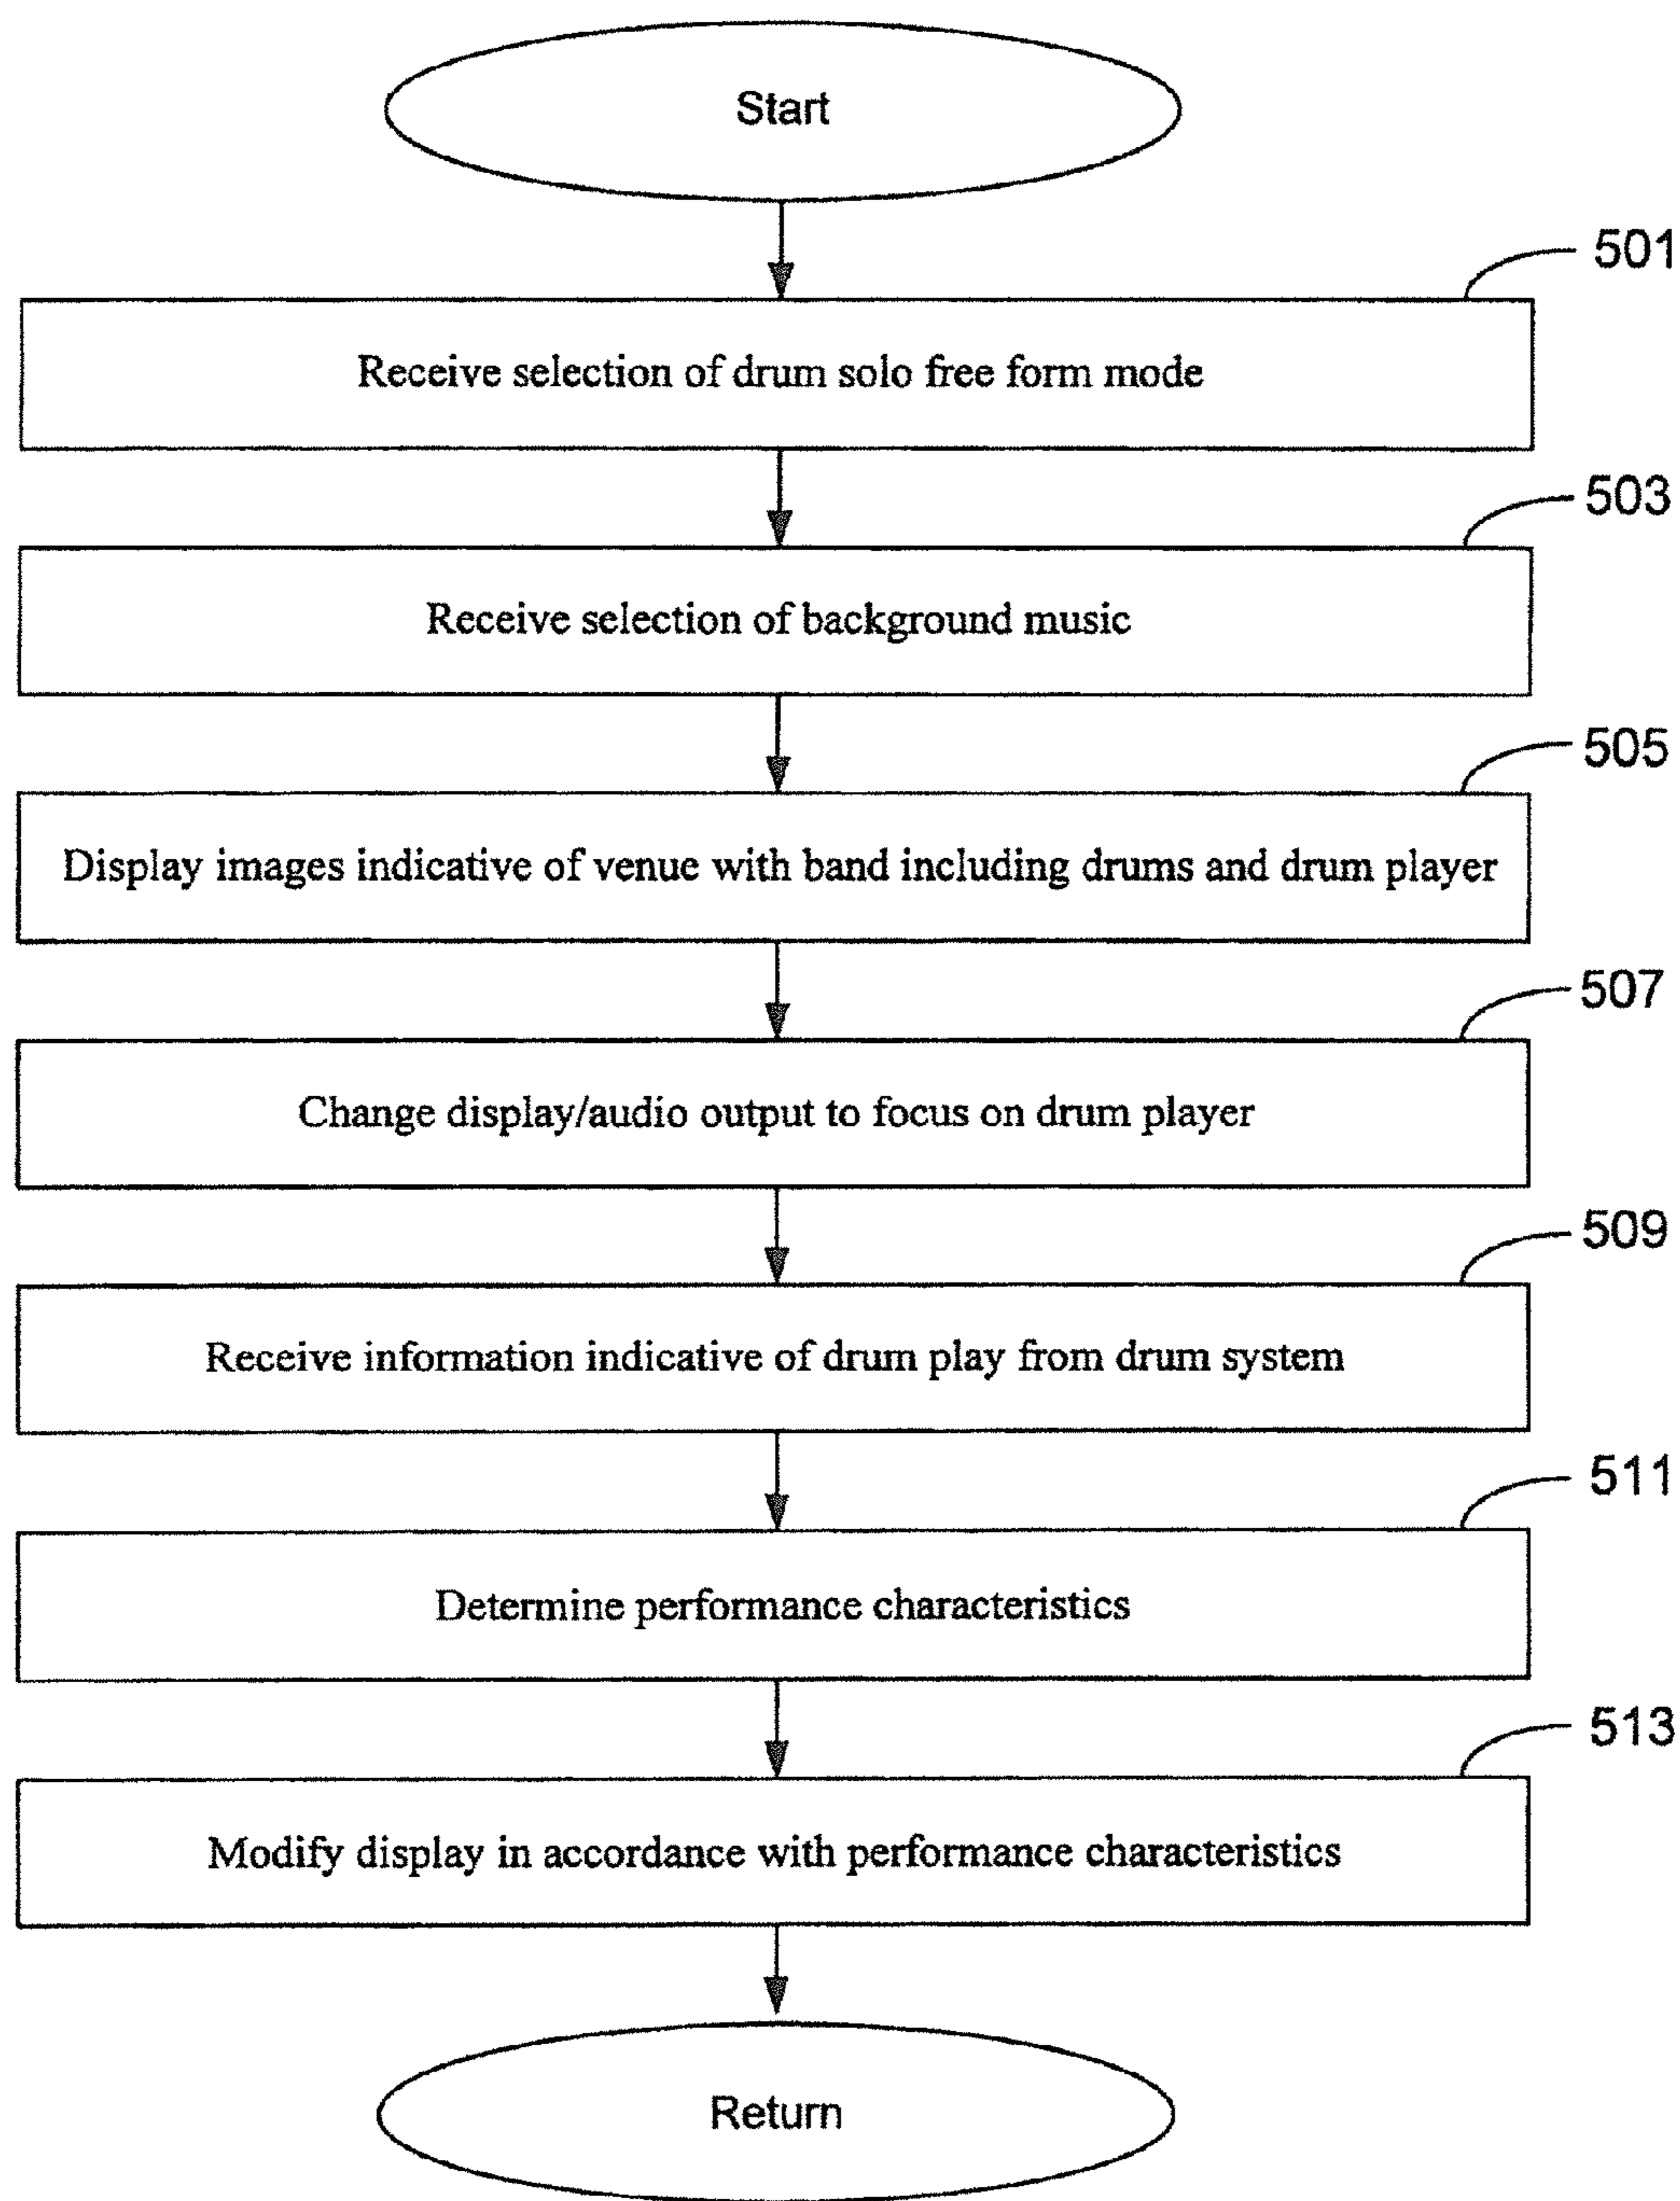 Start
501
Receive selection of drum solo free form mode
503
Receive selection of background music
505
Display images indicative of venue with band including drums and drum player
507
Change display/audio output to focus on drum player
509
Receive information indicative of drum play from drum system
511
Determine performance characteristics
513
Modify display in accordance with performance characteristics
Return